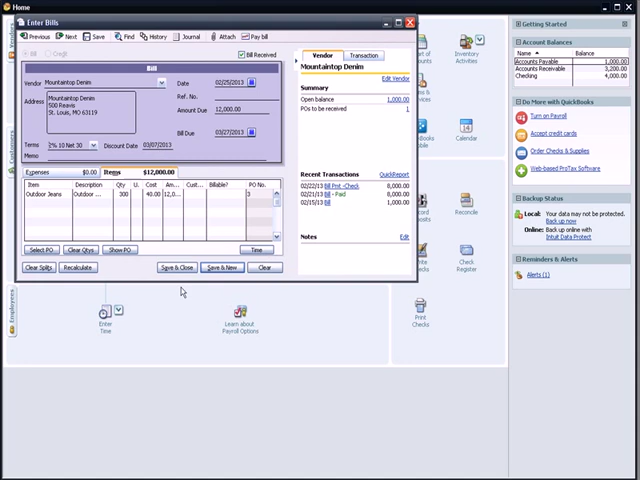 Home
Enter Bills
Previous Next Save Find History Journal Attach Pay bill
Bill Credit
Bill Received
Bill
Vendor Mountaintop Denim
Date 02/25/2013
Address
Mountaintop Denim
500 Reavis
St. Louis, MO 63119
Ref. No.
Amount Due 12,000.00
Bill Due 03/27/2013
Terms 2% 10 Net 30 Discount Date 03/07/2013
Memo
Expenses $0.00 Items $12,000.00
Item Description Qty U. Cost Am... Cust... Billable? PO No.
Outdoor Jeans Outdoor ... 300 40.00 12,0... 3
Select PO Clear Qtys Show PO Time
Clear Splits Recalculate Save & Close Save & New Clear
Vendor Transaction
Mountaintop Denim
Edit Vendor
Summary
Open balance 1,000.00
POs to be received 1
Recent Transactions QuickReport
02/22/13 Bill Pmt -Check 8,000.00
02/21/13 Bill - Paid 8,000.00
02/15/13 Bill 1,000.00
Notes Edit
Vendors
Customers
Employees
Enter
Time
Learn about
Payroll Options
Inventory
Activities
Calendar
Reconcile
Check
Register
Print
Checks
Getting Started
Account Balances
Name Balance
Accounts Payable 1,000.00
Accounts Receivable 3,200.00
Checking 4,000.00
Do More with QuickBooks
Turn on Payroll
Accept credit cards
Order Checks & Supplies
Web-based ProTax Software
Backup Status
Local: Your data may not be protected.
Back up now
Online: Back up online with
Intuit Data Protect
Reminders & Alerts
Alerts (1)